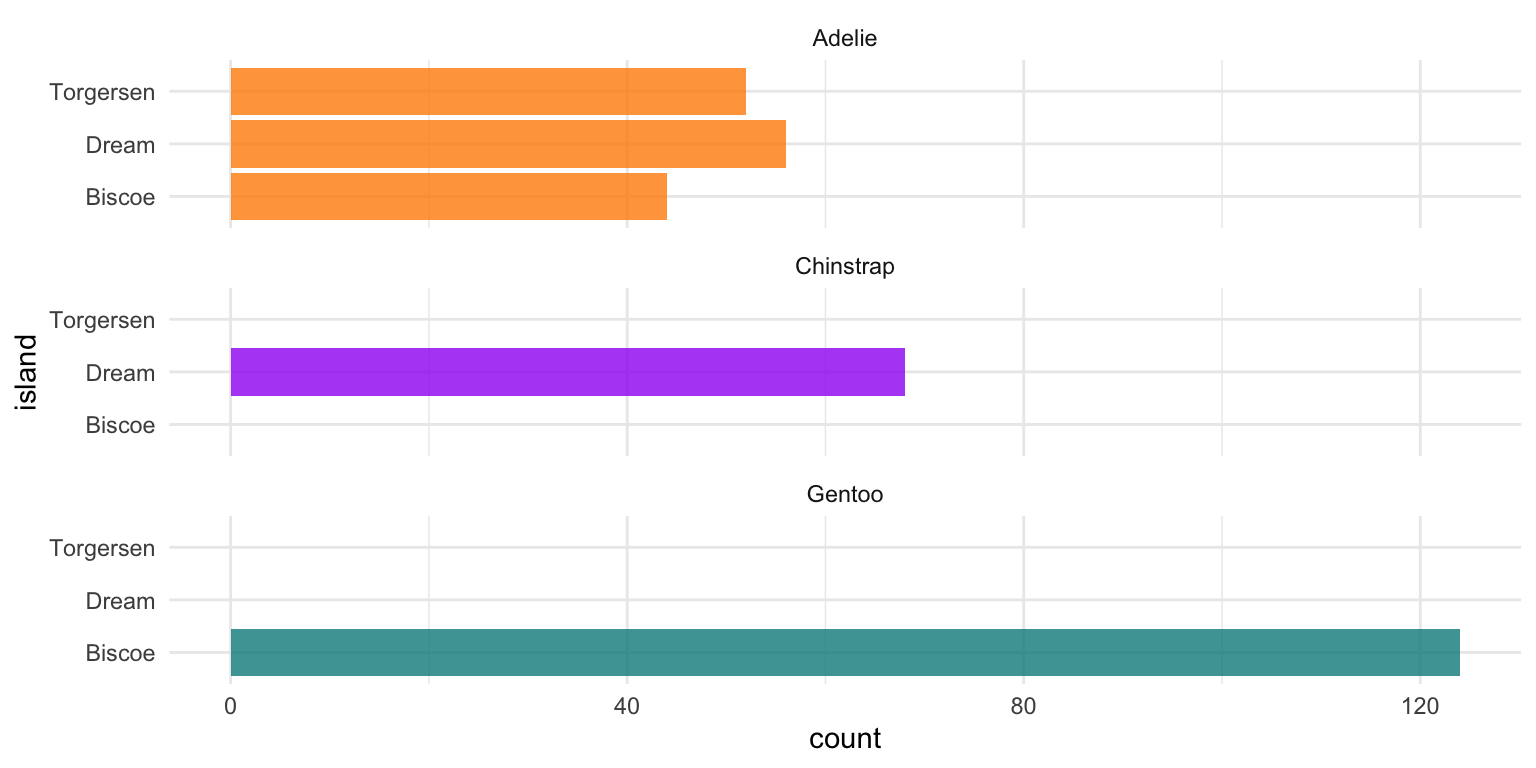 Adelie
Torgersen
Dream
Biscoe
Chinstrap
Torgersen
Dream
Biscoe
island
Gentoo
Torgersen
Dream
Biscoe
0 40 80 120
count